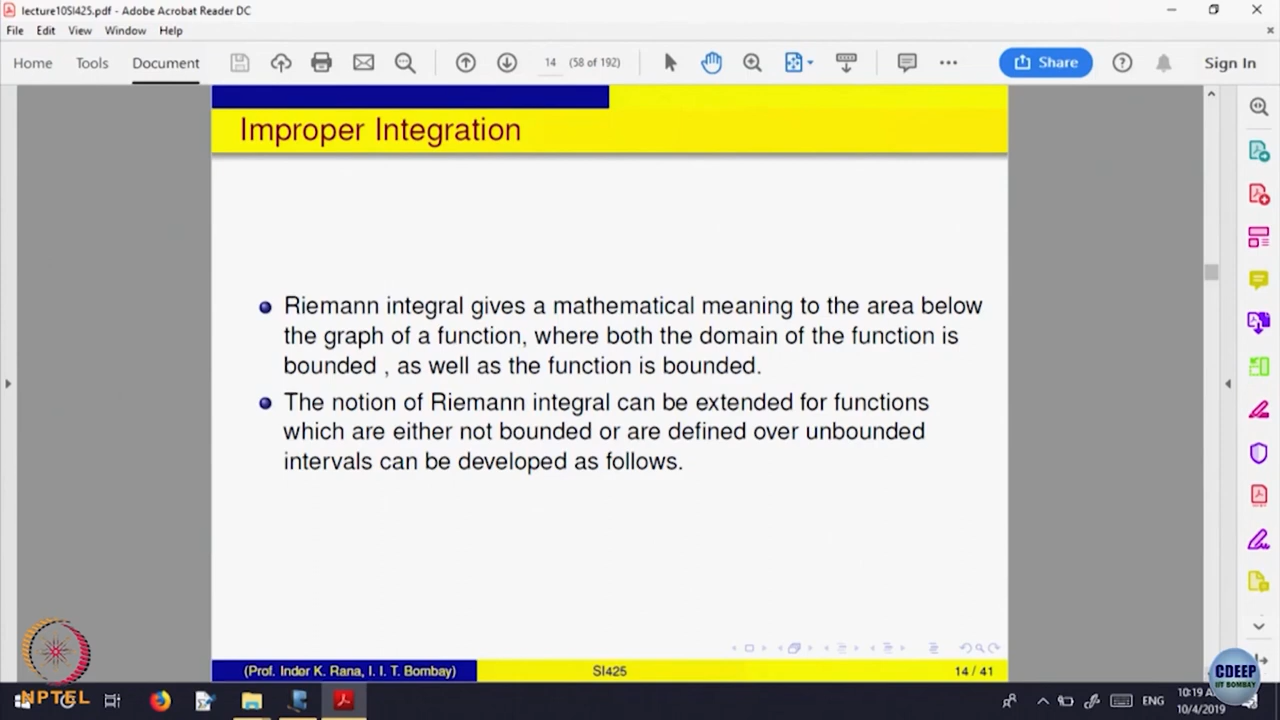 lecture10SI425.pdf - Adobe Acrobat Reader DC
File Edit View Window Help
Home Tools Document 14 (58 of 192) Share Sign In
Improper Integration
Riemann integral gives a mathematical meaning to the area below
the graph of a function, where both the domain of the function is
bounded , as well as the function is bounded.
The notion of Riemann integral can be extended for functions
which are either not bounded or are defined over unbounded
intervals can be developed as follows.
(Prof. Inder K. Rana, I. I. T. Bombay) SI425 14 / 41
NPTEL
CDEEP
IIT BOMBAY
ENG
10:19
10/4/2019